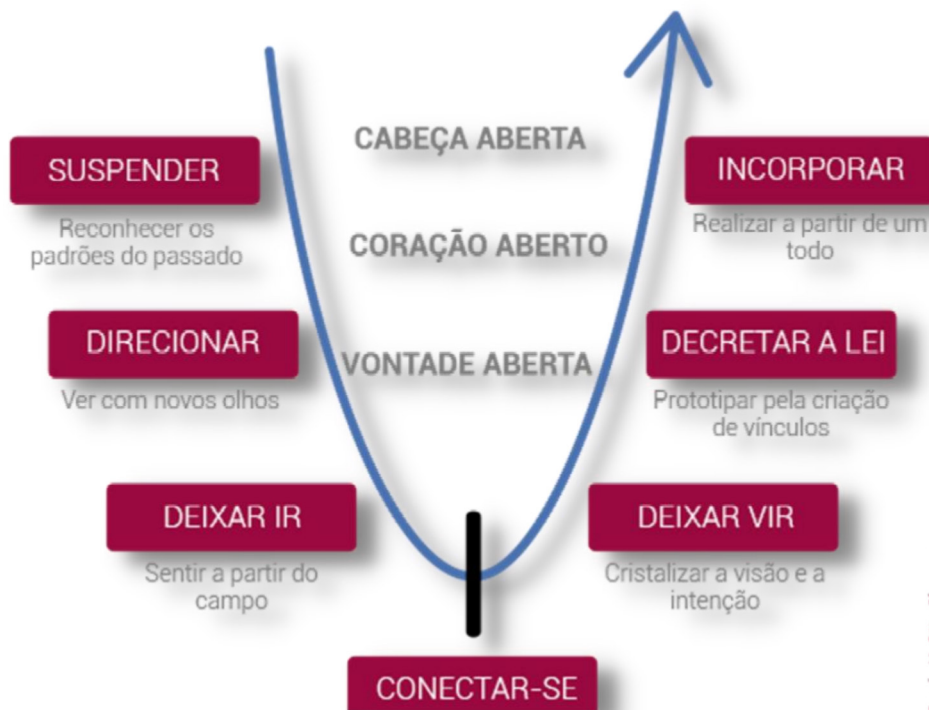 CABEÇA ABERTA
SUSPENDER
Reconhecer os
padrões do passado
INCORPORAR
Realizar a partir de um
todo
CORAÇÃO ABERTO
DIRECIONAR
Ver com novos olhos
VONTADE ABERTA
DECRETAR A LEI
Prototipar pela criação
de vínculos
DEIXAR IR
Sentir a partir do
campo
DEIXAR VIR
Cristalizar a visão e a
intenção
CONECTAR-SE